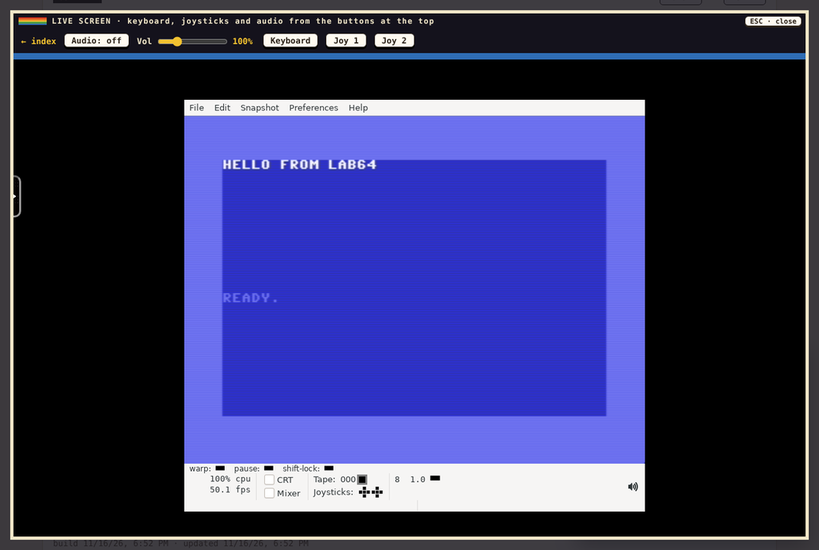 LIVE SCREEN · keyboard, joysticks and audio from the buttons at the top
ESC · close
← index
Audio: off
Vol
100%
Keyboard
Joy 1
Joy 2
File Edit Snapshot Preferences Help
HELLO FROM LAB64
READY.
warp: pause: shift-lock:
100% cpu
50.1 fps
CRT
Mixer
Tape: 000
Joysticks:
8 1.0